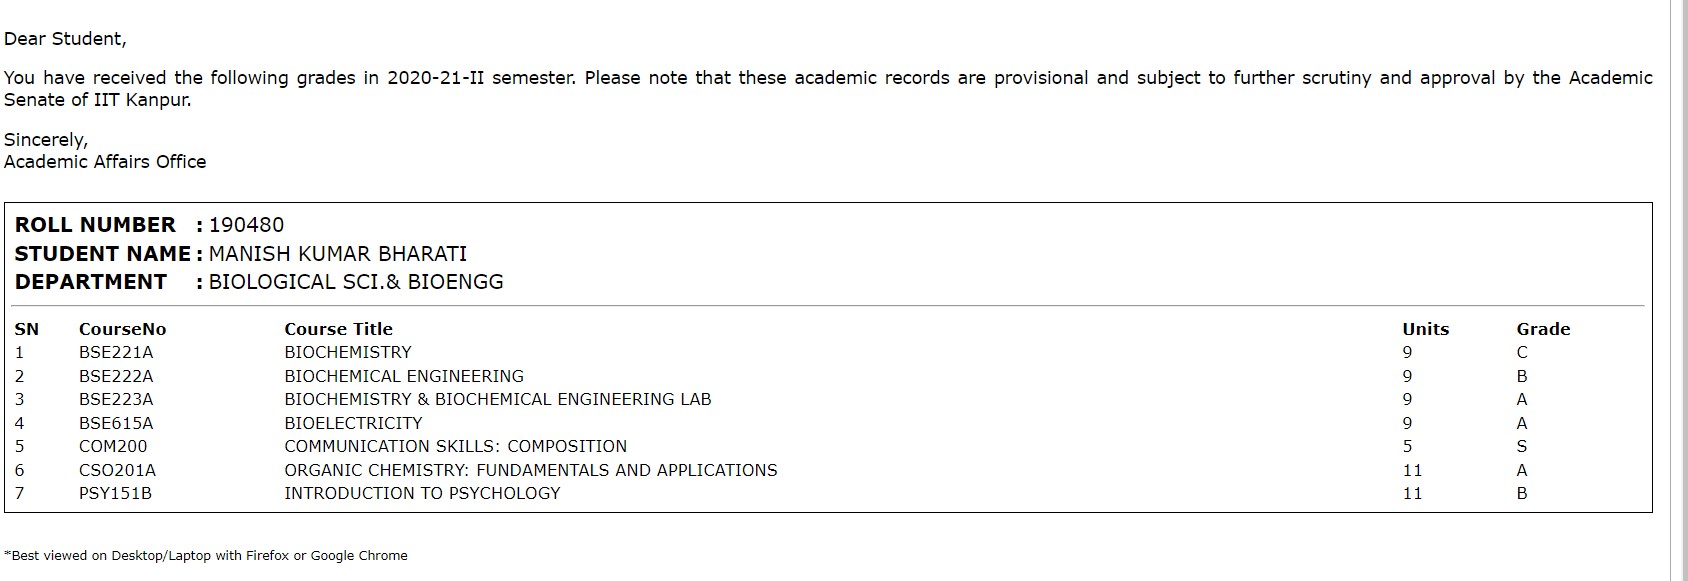 Dear Student,
You have received the following grades in 2020-21-II semester. Please note that these academic records are provisional and subject to further scrutiny and approval by the Academic
Senate of IIT Kanpur.
Sincerely,
Academic Affairs Office
ROLL NUMBER : 190480
STUDENT NAME : MANISH KUMAR BHARATI
DEPARTMENT : BIOLOGICAL SCI.& BIOENGG
SN CourseNo Course Title Units Grade
1 BSE221A BIOCHEMISTRY 9 C
2 BSE222A BIOCHEMICAL ENGINEERING 9 B
3 BSE223A BIOCHEMISTRY & BIOCHEMICAL ENGINEERING LAB 9 A
4 BSE615A BIOELECTRICITY 9 A
5 COM200 COMMUNICATION SKILLS: COMPOSITION 5 S
6 CSO201A ORGANIC CHEMISTRY: FUNDAMENTALS AND APPLICATIONS 11 A
7 PSY151B INTRODUCTION TO PSYCHOLOGY 11 B
*Best viewed on Desktop/Laptop with Firefox or Google Chrome